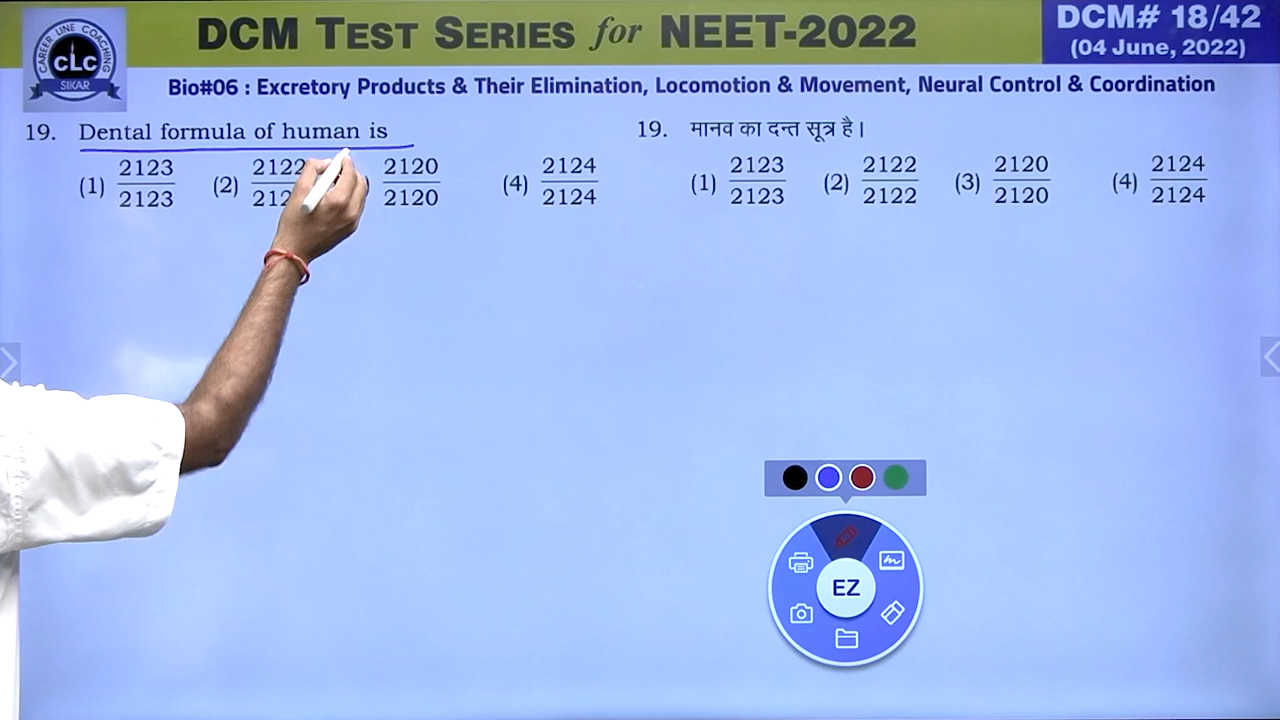 CAREER LINE COACHING
CLC
SIKAR
DCM TEST SERIES for NEET-2022
DCM# 18/42
(04 June, 2022)
Bio#06 : Excretory Products & Their Elimination, Locomotion & Movement, Neural Control & Coordination
19. Dental formula of human is
(1) 2123/2123 (2) 2122 2120/2120 (4) 2124/2124
19. मानव का दन्त सूत्र है।
(1) 2123/2123 (2) 2122/2122 (3) 2120/2120 (4) 2124/2124
EZ